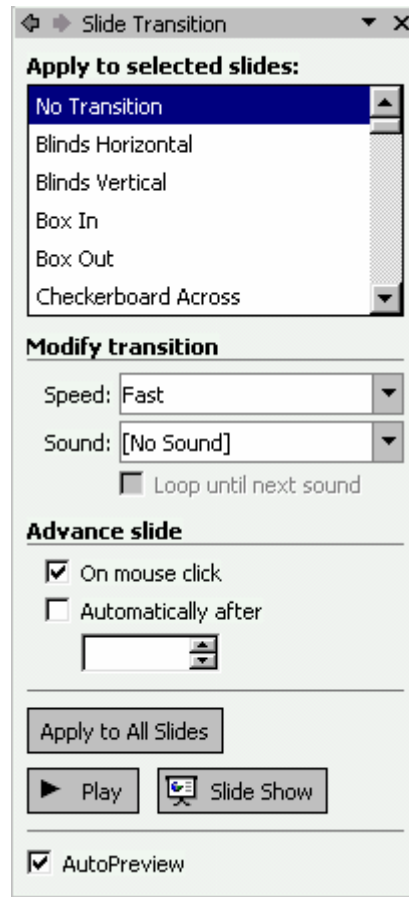 Slide Transition
Apply to selected slides:
No Transition
Blinds Horizontal
Blinds Vertical
Box In
Box Out
Checkerboard Across
Modify transition
Speed: Fast
Sound: [No Sound]
Loop until next sound
Advance slide
On mouse click
Automatically after
Apply to All Slides
Play Slide Show
AutoPreview